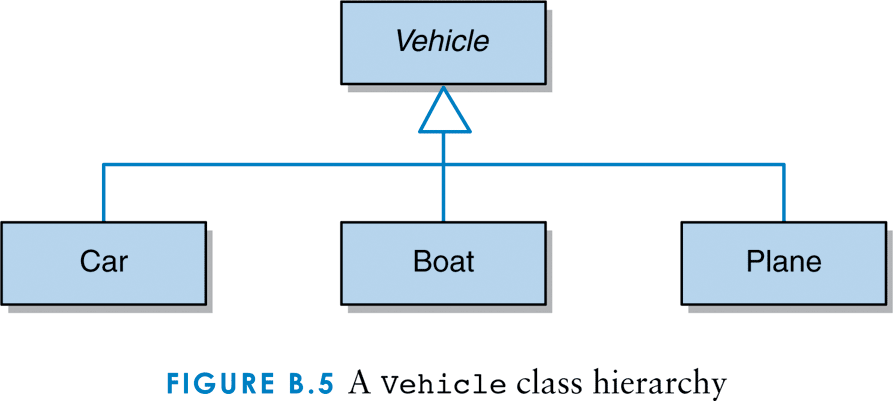 Vehicle
Car Boat Plane
FIGURE B.5 A Vehicle class hierarchy